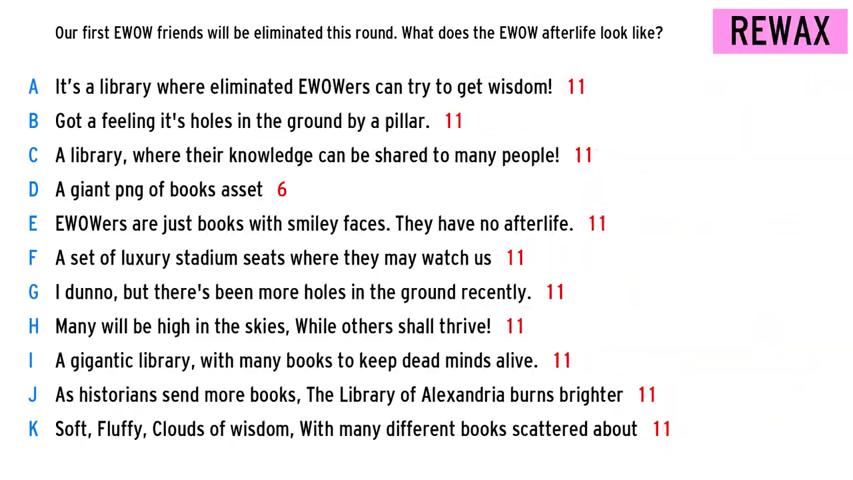 Our first EWOW friends will be eliminated this round. What does the EWOW afterlife look like?
REWAX
A It's a library where eliminated EWOWers can try to get wisdom! 11
B Got a feeling it's holes in the ground by a pillar. 11
C A library, where their knowledge can be shared to many people! 11
D A giant png of books asset 6
E EWOWers are just books with smiley faces. They have no afterlife. 11
F A set of luxury stadium seats where they may watch us 11
G I dunno, but there's been more holes in the ground recently. 11
H Many will be high in the skies, While others shall thrive! 11
I A gigantic library, with many books to keep dead minds alive. 11
J As historians send more books, The Library of Alexandria burns brighter 11
K Soft, Fluffy, Clouds of wisdom, With many different books scattered about 11